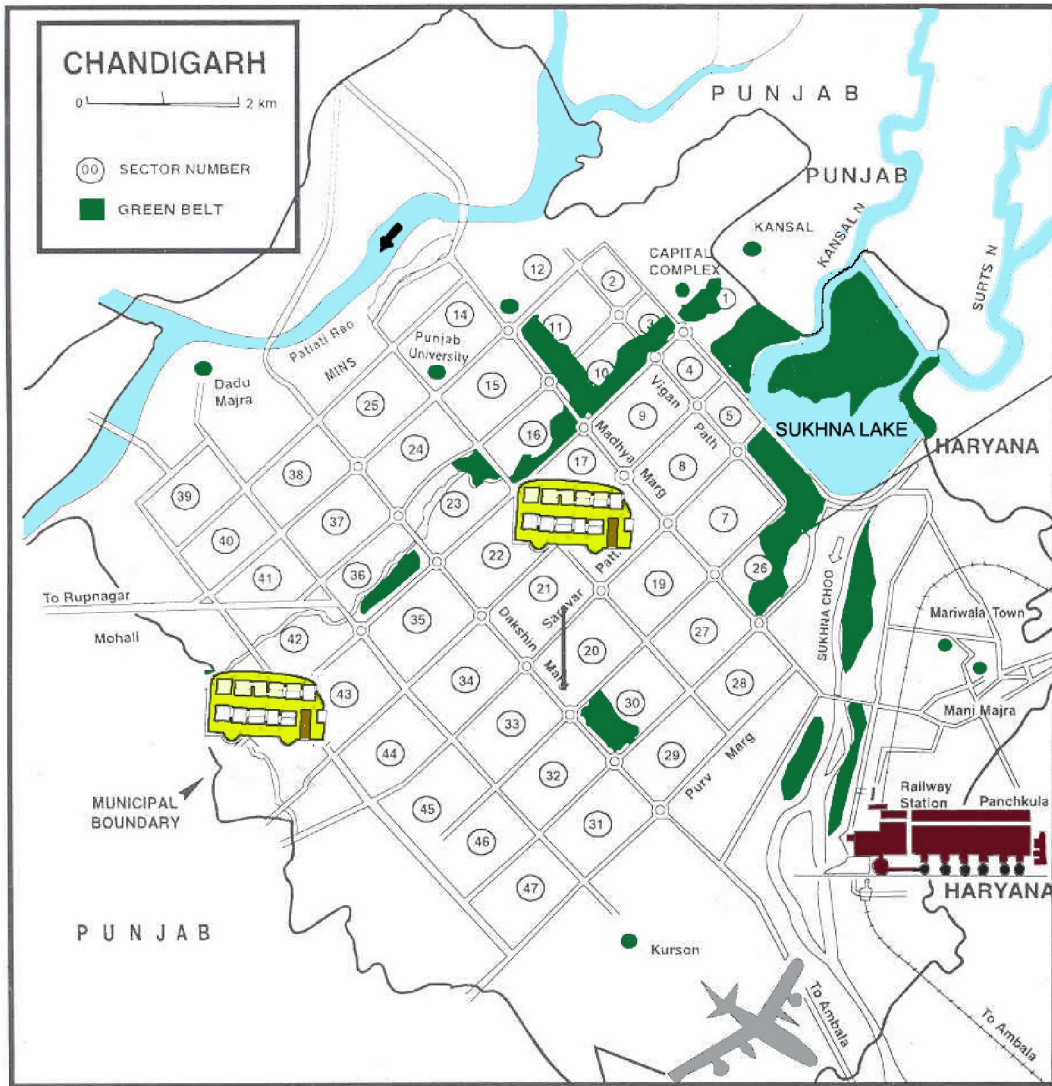 CHANDIGARH
0 2 km
00 SECTOR NUMBER
GREEN BELT
PUNJAB
PUNJAB
KANSAL
KANSAL N
SURTS N
CAPITAL
COMPLEX
1
2
3
4
5
12
11
10
9
8
7
14
Punjab
University
15
16
17
Patiati Rao
MINS
Dadu
Majra
25
24
23
22
21
Vigan
Path
Madhya
Marg
SUKHNA LAKE
HARYANA
26
19
20
27
28
39
38
37
36
40
41
42
To Rupnagar
Mohali
35
34
33
32
31
Dakshin
Marg
Sarovar
Patt.
30
29
Purv Marg
SUKHNA CHOO
Mariwala Town
Mani Majra
43
44
45
46
47
MUNICIPAL
BOUNDARY
Railway
Station
Panchkula
HARYANA
PUNJAB
Kurson
To Ambala
To Ambala